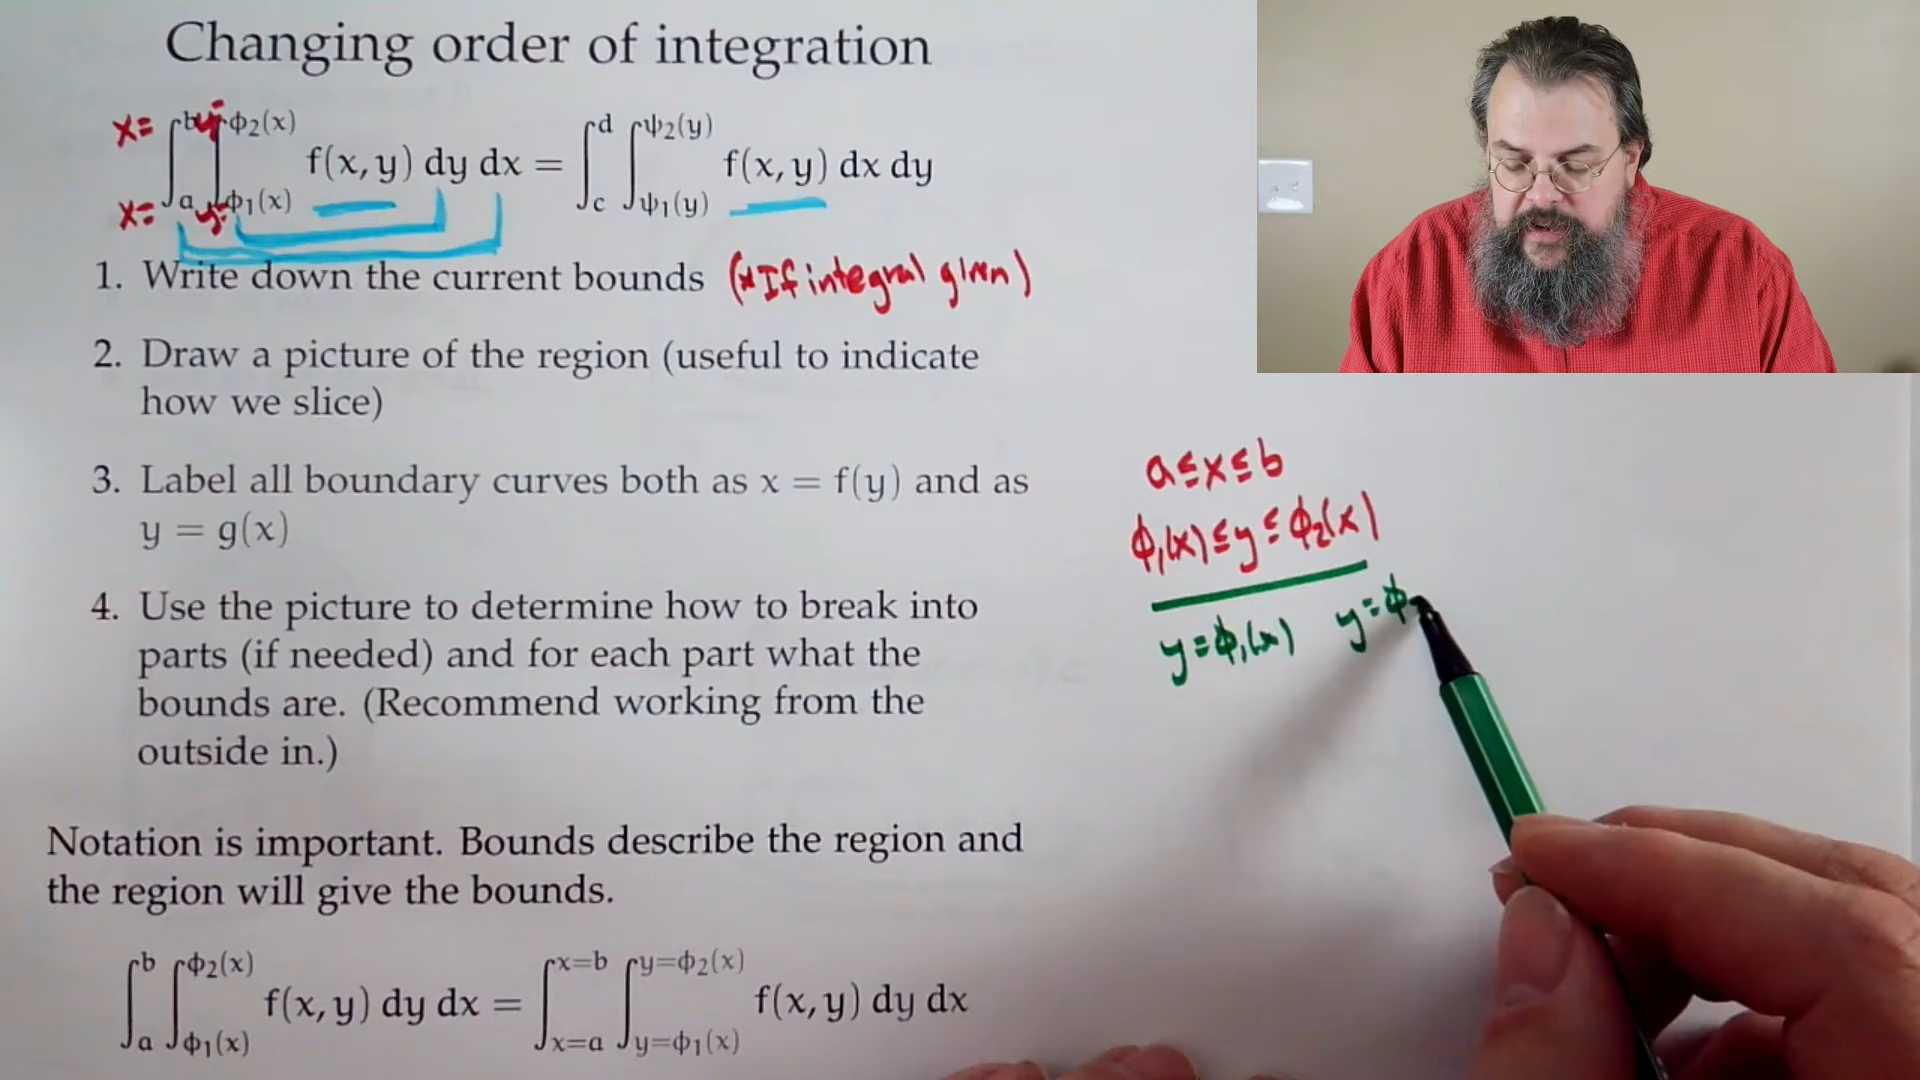 Changing order of integration
x= ∫ b y= ∫ ϕ₂(x) f(x, y) dy dx = ∫ d ∫ ψ₂(y) f(x, y) dx dy
x= a y= ϕ₁(x) c ψ₁(y)
1. Write down the current bounds (*If integral given)
2. Draw a picture of the region (useful to indicate
how we slice)
3. Label all boundary curves both as x = f(y) and as
y = g(x)
4. Use the picture to determine how to break into
parts (if needed) and for each part what the
bounds are. (Recommend working from the
outside in.)
Notation is important. Bounds describe the region and
the region will give the bounds.
∫ b ∫ ϕ₂(x) f(x, y) dy dx = ∫ x=b ∫ y=ϕ₂(x) f(x, y) dy dx
a ϕ₁(x) x=a y=ϕ₁(x)
a≤x≤b
ϕ₁(x)≤y≤ϕ₂(x)
y=ϕ₁(x) y=ϕ